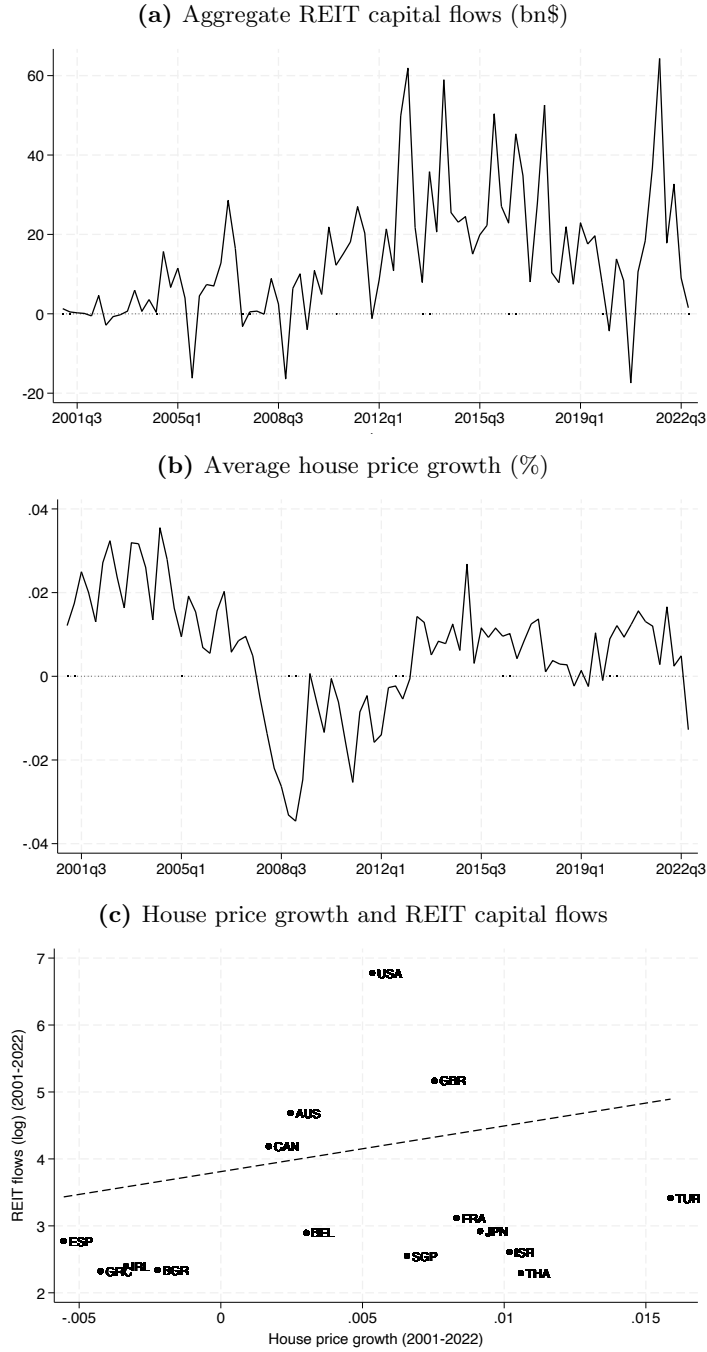 (a) Aggregate REIT capital flows (bn$)
60
40
20
0
-20
2001q3 2005q1 2008q3 2012q1 2015q3 2019q1 2022q3
(b) Average house price growth (%)
.04
.02
0
-.02
-.04
2001q3 2005q1 2008q3 2012q1 2015q3 2019q1 2022q3
(c) House price growth and REIT capital flows
REIT flows (log) (2001-2022)
7
6
5
4
3
2
USA
GBR
AUS
CAN
TUR
FRA
BEL
JPN
ESP
SGP
ISR
GRC
IRL
BGR
THA
-.005 0 .005 .01 .015
House price growth (2001-2022)